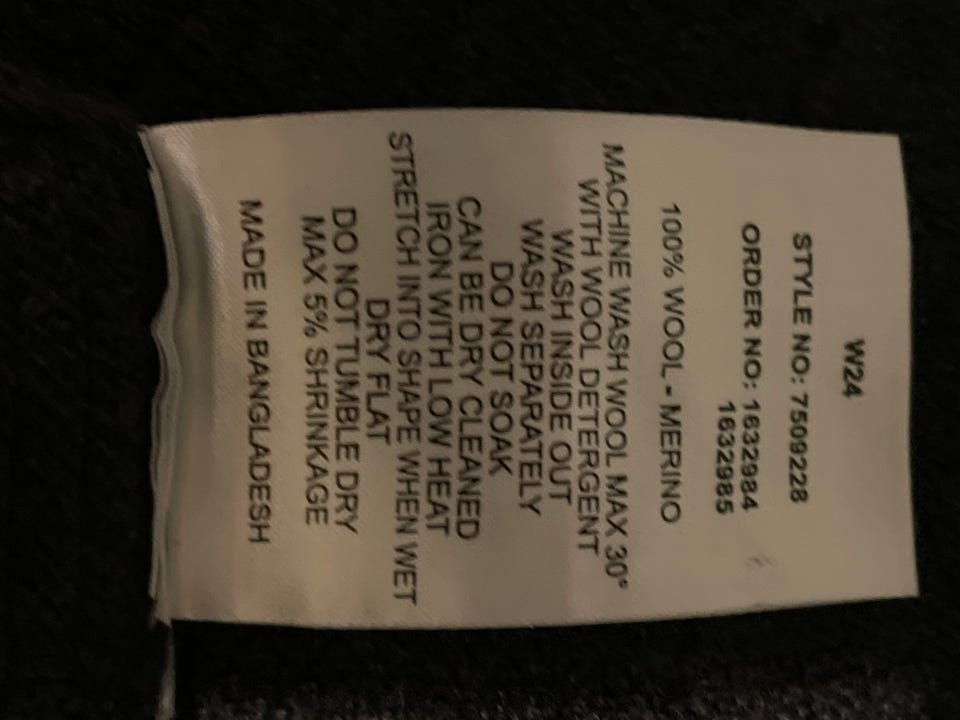 W24
STYLE NO: 7509228
ORDER NO: 1632984
1632985
100% WOOL - MERINO
MACHINE WASH WOOL MAX 30°
WITH WOOL DETERGENT
WASH INSIDE OUT
WASH SEPARATELY
DO NOT SOAK
CAN BE DRY CLEANED
IRON WITH LOW HEAT
STRETCH INTO SHAPE WHEN WET
DRY FLAT
DO NOT TUMBLE DRY
MAX 5% SHRINKAGE
MADE IN BANGLADESH